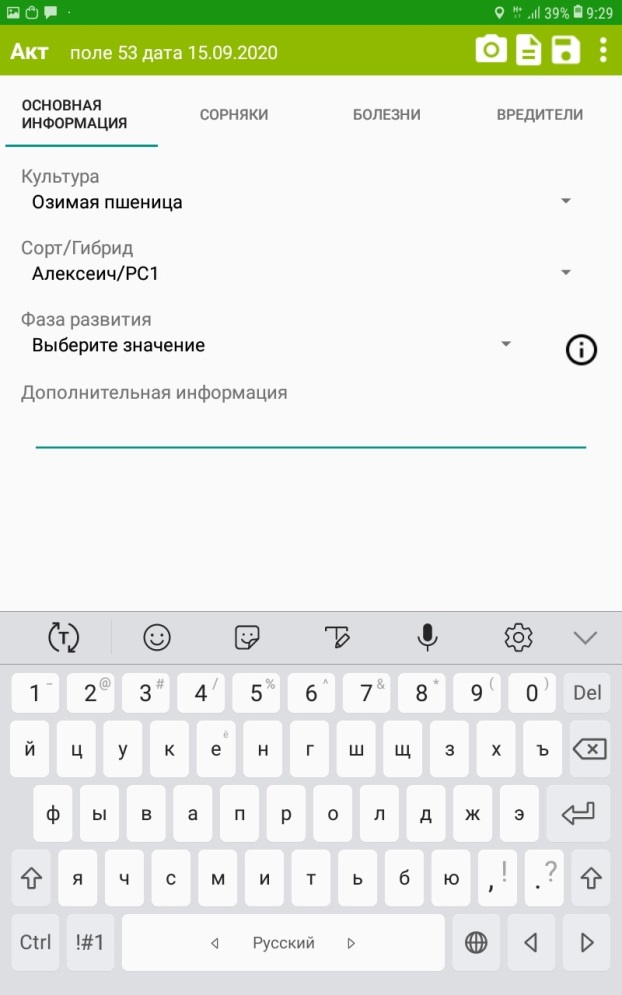 39% 9:29
Акт поле 53 дата 15.09.2020
ОСНОВНАЯ
ИНФОРМАЦИЯ
СОРНЯКИ
БОЛЕЗНИ
ВРЕДИТЕЛИ
Культура
Озимая пшеница
Сорт/Гибрид
Алексеич/РС1
Фаза развития
Выберите значение
Дополнительная информация
1 - 2 @ 3 # 4 / 5 % 6 ^ 7 & 8 * 9 ( 0 ) Del
й ц у к е ё н г ш щ з х ъ
ф ы в а п р о л д ж э
я ч с м и т ь б ю , ! . ?
Ctrl !#1 Русский